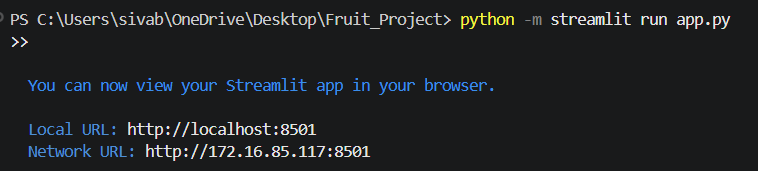 PS C:\Users\sivab\OneDrive\Desktop\Fruit_Project> python -m streamlit run app.py
>>
You can now view your Streamlit app in your browser.
Local URL: http://localhost:8501
Network URL: http://172.16.85.117:8501